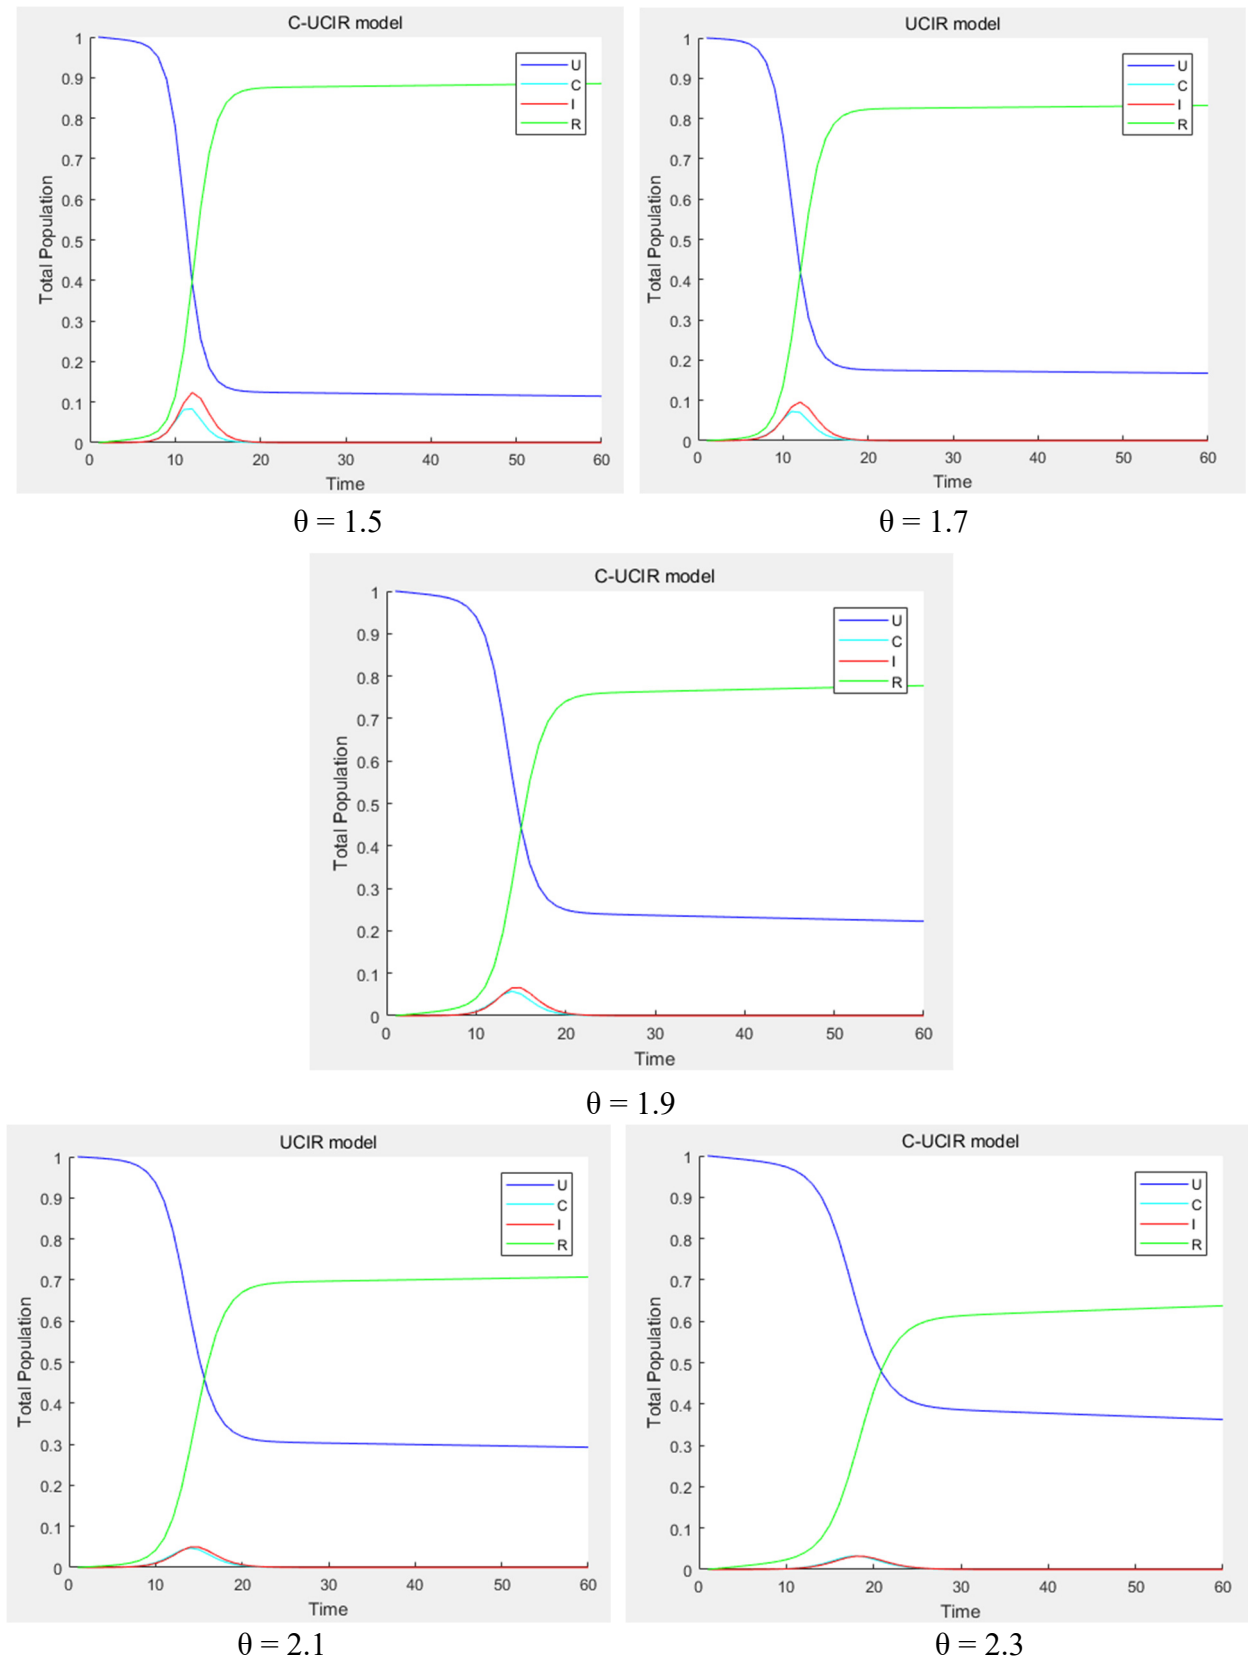 C-UCIR model
1
0.9
0.8
0.7
0.6
0.5
0.4
0.3
0.2
0.1
0
Total Population
U
C
I
R
0 10 20 30 40 50 60
Time
θ = 1.5
UCIR model
1
0.9
0.8
0.7
0.6
0.5
0.4
0.3
0.2
0.1
0
Total Population
U
C
I
R
0 10 20 30 40 50 60
Time
θ = 1.7
C-UCIR model
1
0.9
0.8
0.7
0.6
0.5
0.4
0.3
0.2
0.1
0
Total Population
U
C
I
R
0 10 20 30 40 50 60
Time
θ = 1.9
UCIR model
1
0.9
0.8
0.7
0.6
0.5
0.4
0.3
0.2
0.1
0
Total Population
U
C
I
R
0 10 20 30 40 50 60
Time
θ = 2.1
C-UCIR model
1
0.9
0.8
0.7
0.6
0.5
0.4
0.3
0.2
0.1
0
Total Population
U
C
I
R
0 10 20 30 40 50 60
Time
θ = 2.3